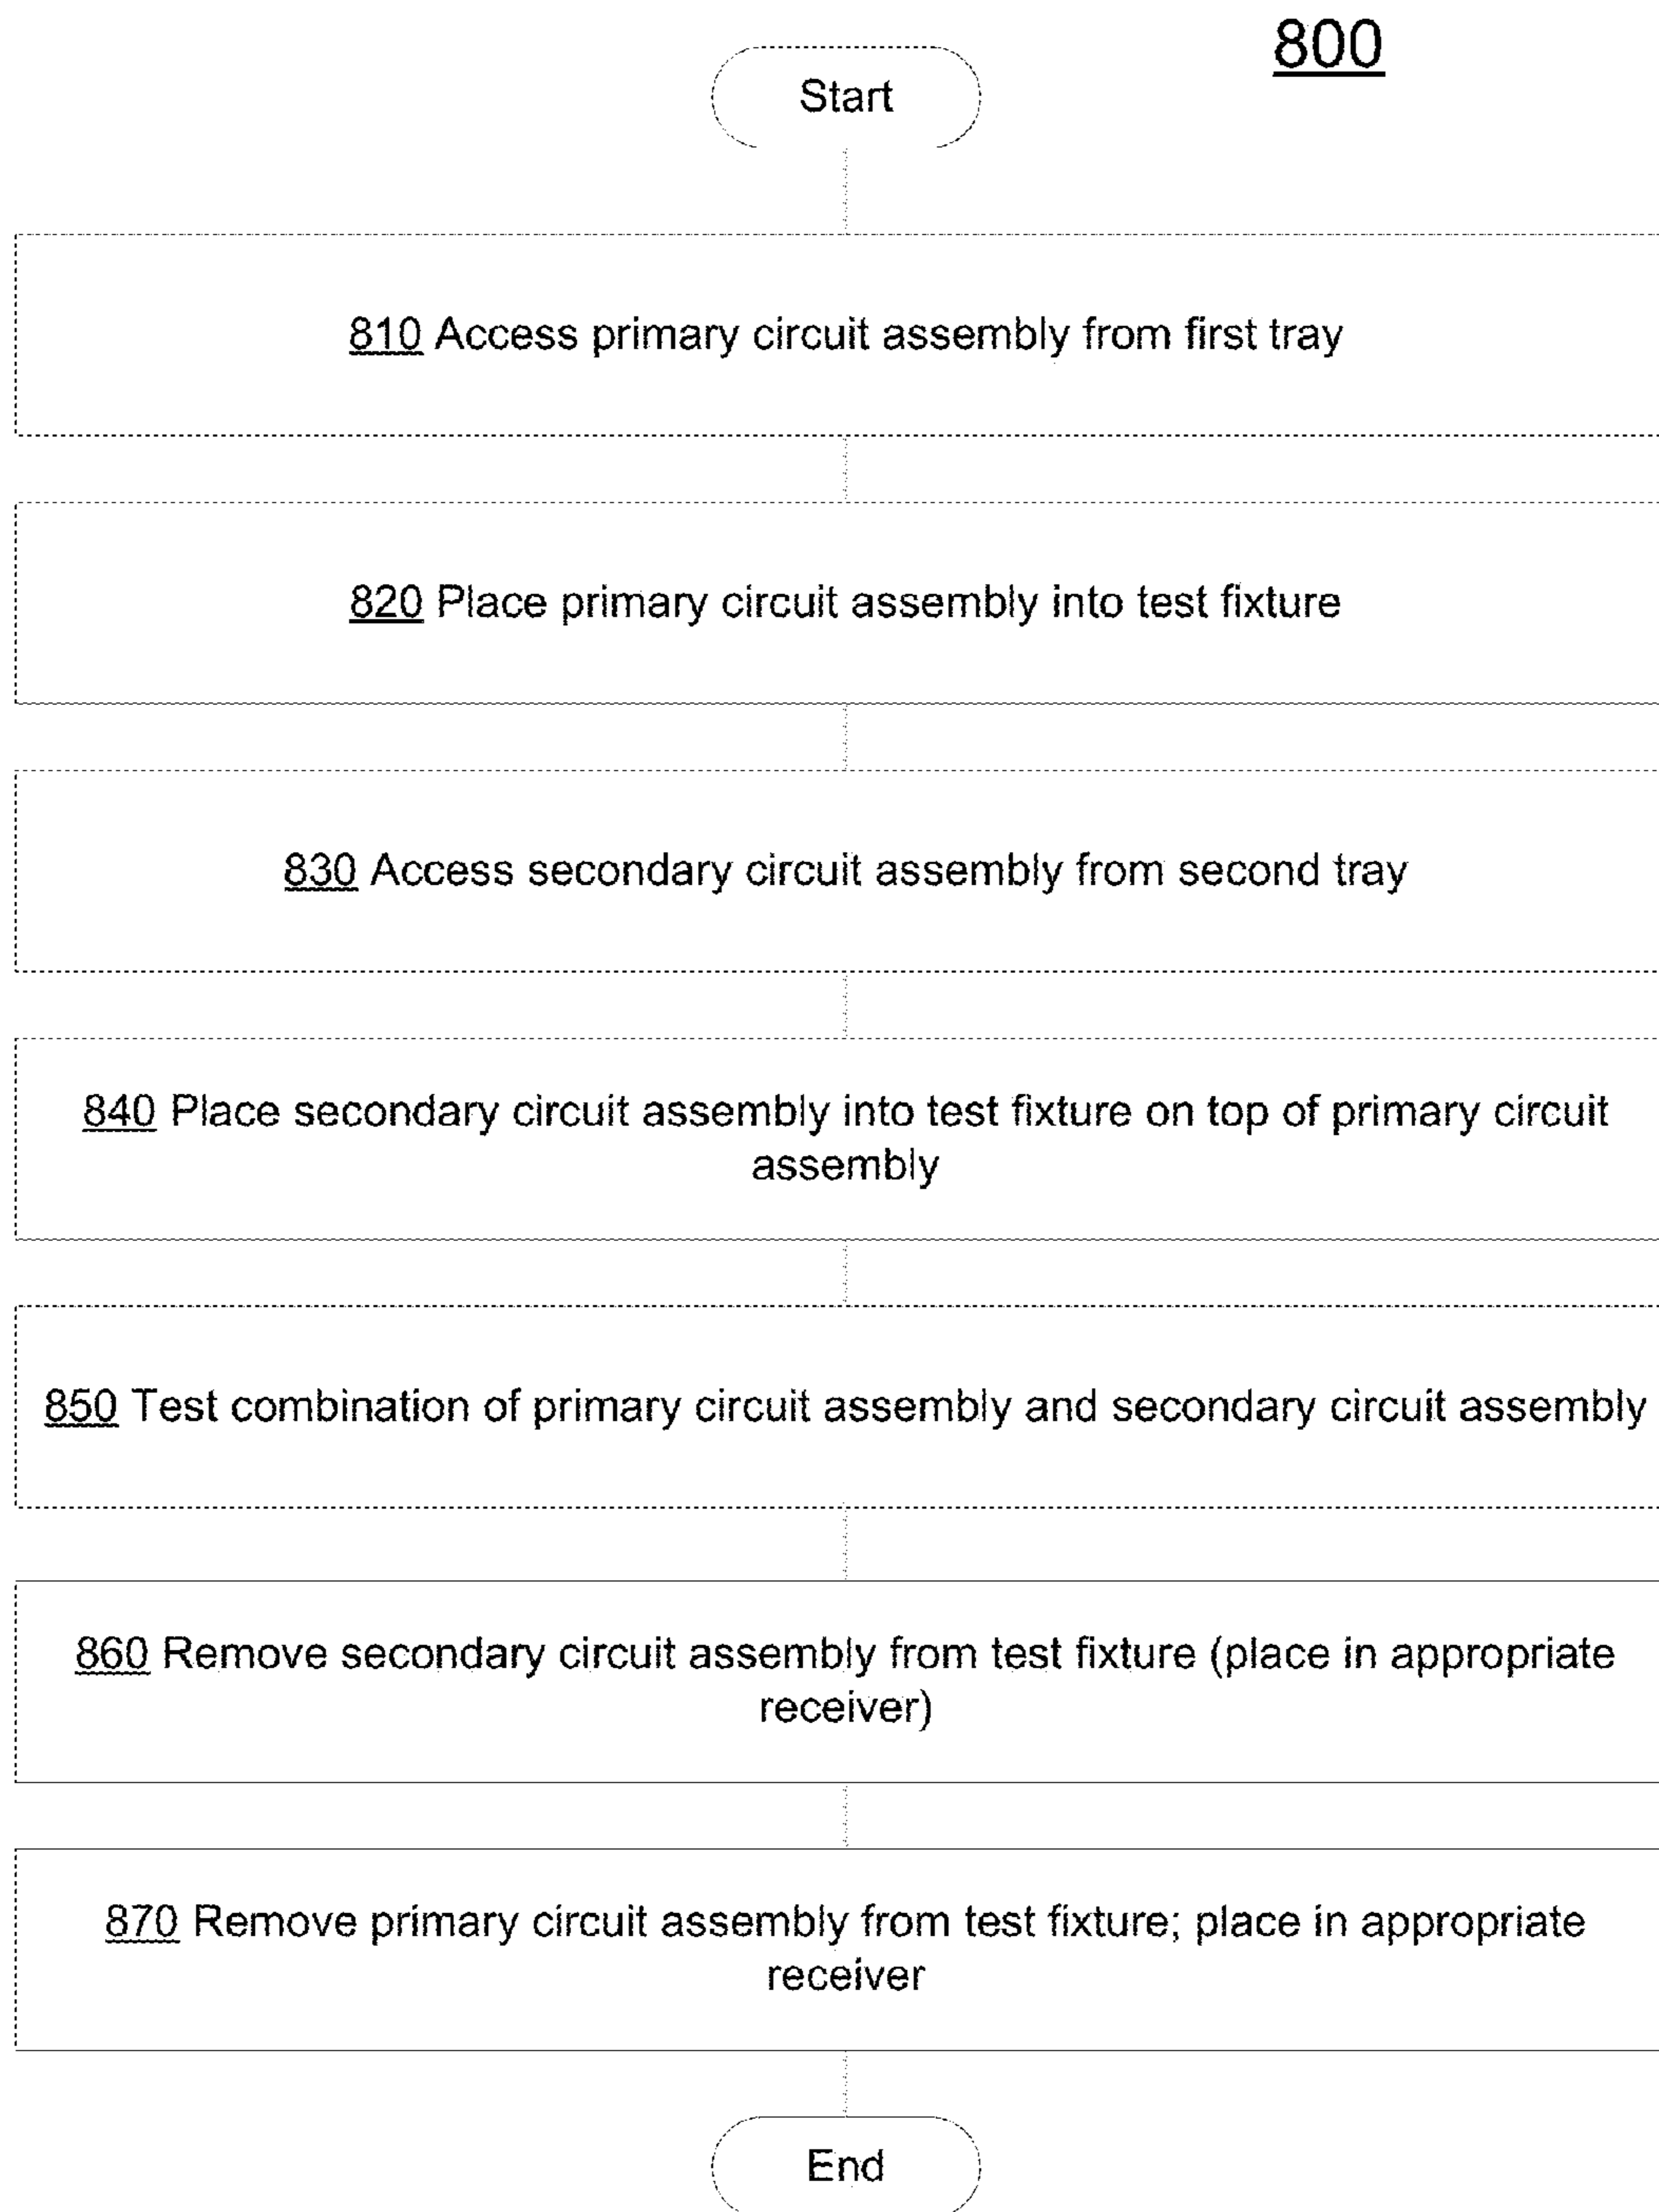 800
Start
810 Access primary circuit assembly from first tray
820 Place primary circuit assembly into test fixture
830 Access secondary circuit assembly from second tray
840 Place secondary circuit assembly into test fixture on top of primary circuit
assembly
850 Test combination of primary circuit assembly and secondary circuit assembly
860 Remove secondary circuit assembly from test fixture (place in appropriate
receiver)
870 Remove primary circuit assembly from test fixture; place in appropriate
receiver
End